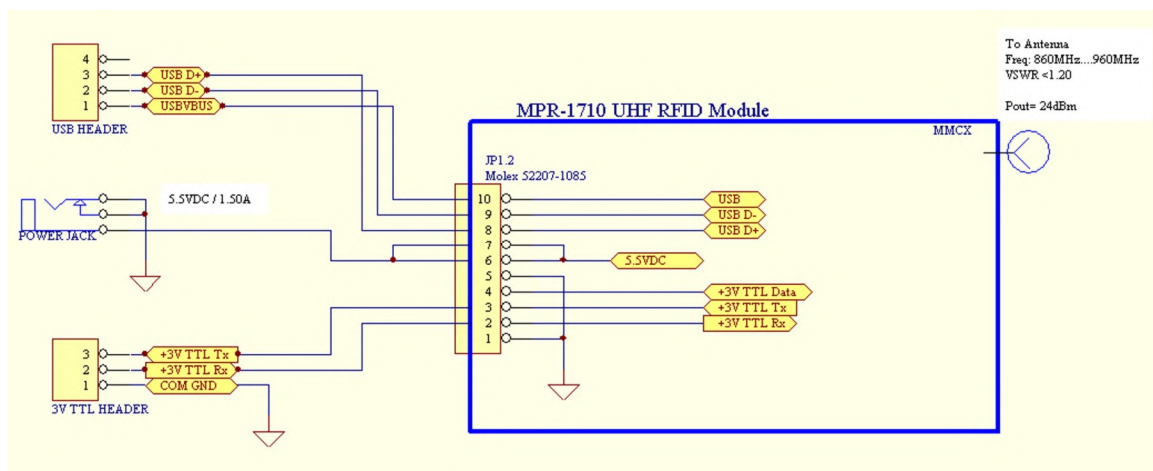 To Antenna
Freq: 860MHz....960MHz
VSWR <1.20
Pout= 24dBm
4
3 USB D+
2 USB D-
1 USBVBUS
USB HEADER
MPR-1710 UHF RFID Module
MMCX
JP1.2
Molex 52207-1085
5.5VDC / 1.50A
POWER JACK
10 USB
9 USB D-
8 USB D+
7
6 5.5VDC
5
4 +3V TTL Data
3 +3V TTL Tx
2 +3V TTL Rx
1
3 +3V TTL Tx
2 +3V TTL Rx
1 COM GND
3V TTL HEADER